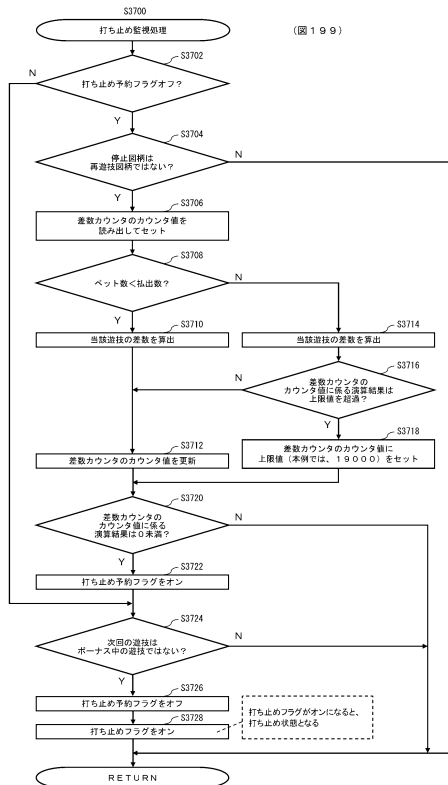 S3700
打ち止め監視処理
(図１９９)
S3702
打ち止め予約フラグオフ？
N
Y
S3704
停止図柄は
再遊技図柄ではない？
N
Y
S3706
差数カウンタのカウンタ値を
読み出してセット
S3708
ベット数＜払出数？
N
Y
S3710
当該遊技の差数を算出
S3714
当該遊技の差数を算出
S3716
差数カウンタの
カウンタ値に係る演算結果は
上限値を超過？
N
Y
S3718
差数カウンタのカウンタ値に
上限値（本例では、１９０００）をセット
S3712
差数カウンタのカウンタ値を更新
S3720
差数カウンタの
カウンタ値に係る
演算結果は０未満？
N
Y
S3722
打ち止め予約フラグをオン
S3724
次回の遊技は
ボーナス中の遊技ではない？
N
Y
S3726
打ち止め予約フラグをオフ
S3728
打ち止めフラグをオン
打ち止めフラグがオンになると、
打ち止め状態となる
ＲＥＴＵＲＮ